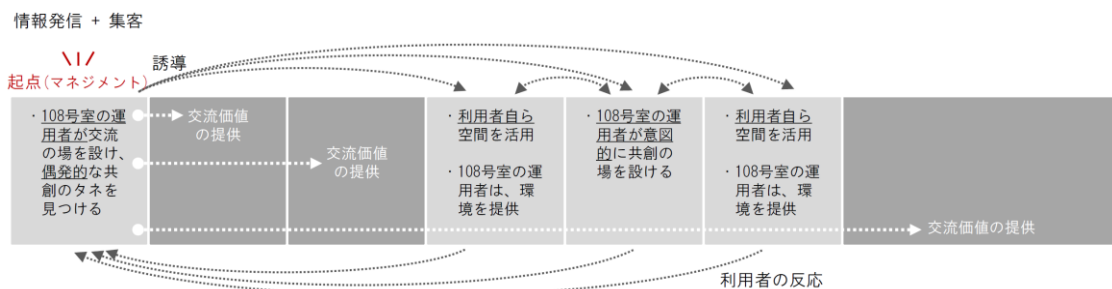 情報発信 + 集客
誘導
起点(マネジメント)
・108号室の運
用者が交流
の場を設け、
偶発的な共
創のタネを
見つける
交流価値
の提供
交流価値
の提供
・利用者自ら
空間を活用
・108号室の運
用者は、環
境を提供
・108号室の運
用者が意図
的に共創の
場を設ける
・利用者自ら
空間を活用
・108号室の運
用者は、環
境を提供
交流価値の提供
利用者の反応